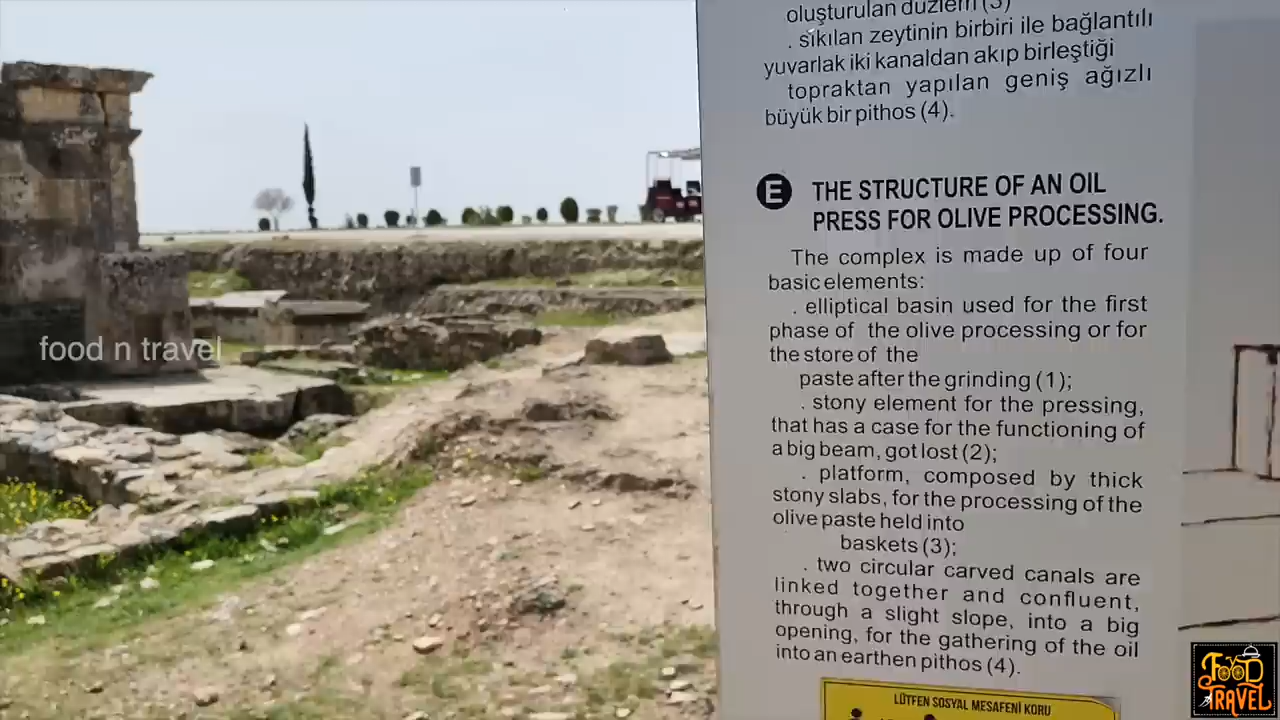 oluşturulan düzlem (3)
. sıkılan zeytinin birbiri ile bağlantılı
yuvarlak iki kanaldan akıp birleştiği
topraktan yapılan geniş ağızlı
büyük bir pithos (4).
E THE STRUCTURE OF AN OIL
PRESS FOR OLIVE PROCESSING.
The complex is made up of four
basic elements:
. elliptical basin used for the first
phase of the olive processing or for
the store of the
paste after the grinding (1);
. stony element for the pressing,
that has a case for the functioning of
a big beam, got lost (2);
. platform, composed by thick
stony slabs, for the processing of the
olive paste held into
baskets (3);
. two circular carved canals are
linked together and confluent,
through a slight slope, into a big
opening, for the gathering of the oil
into an earthen pithos (4).
LÜTFEN SOSYAL MESAFENİ KORU
food n travel
FOOD
TRAVEL